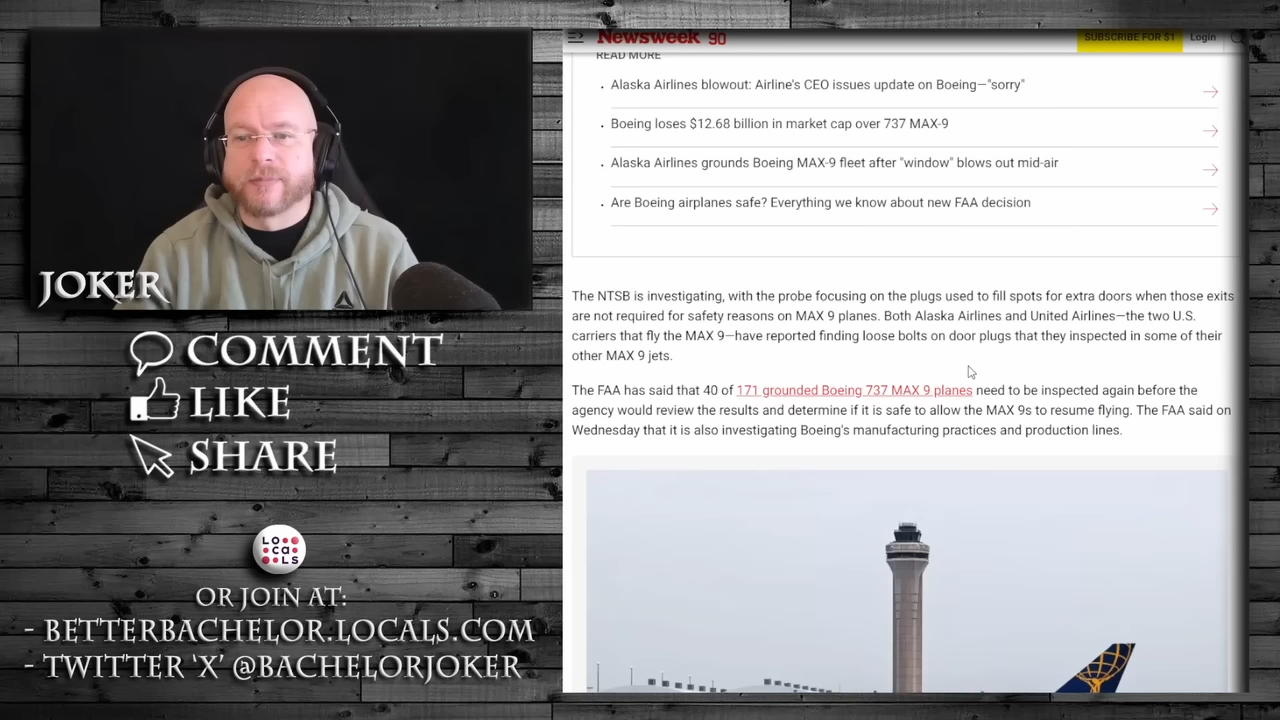 JOKER
COMMENT
LIKE
SHARE
LOCALS
OR JOIN AT:
- BETTERBACHELOR.LOCALS.COM
- TWITTER 'X' @BACHELORJOKER
Newsweek 90
SUBSCRIBE FOR $1
Login
READ MORE
Alaska Airlines blowout: Airline's CEO issues update on Boeing—"sorry"
Boeing loses $12.68 billion in market cap over 737 MAX-9
Alaska Airlines grounds Boeing MAX-9 fleet after "window" blows out mid-air
Are Boeing airplanes safe? Everything we know about new FAA decision
The NTSB is investigating, with the probe focusing on the plugs used to fill spots for extra doors when those exits
are not required for safety reasons on MAX 9 planes. Both Alaska Airlines and United Airlines—the two U.S.
carriers that fly the MAX 9—have reported finding loose bolts on door plugs that they inspected in some of their
other MAX 9 jets.
The FAA has said that 40 of 171 grounded Boeing 737 MAX 9 planes need to be inspected again before the
agency would review the results and determine if it is safe to allow the MAX 9s to resume flying. The FAA said on
Wednesday that it is also investigating Boeing's manufacturing practices and production lines.